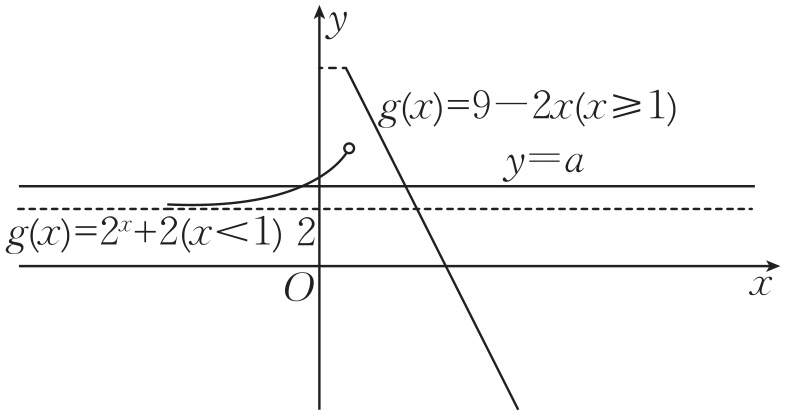 y
g(x)=9−2x(x⩾1)
y=a
g(x)=2ˣ+2(x<1) 2
O
x